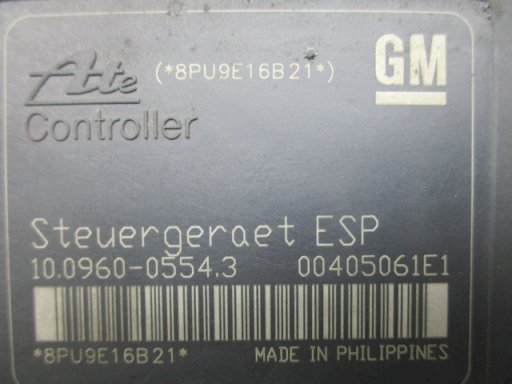 Ate (*8PU9E16B21*) GM
Controller
Steuergeraet ESP
10.0960-0554.3 00405061E1
*8PU9E16B21* MADE IN PHILIPPINES